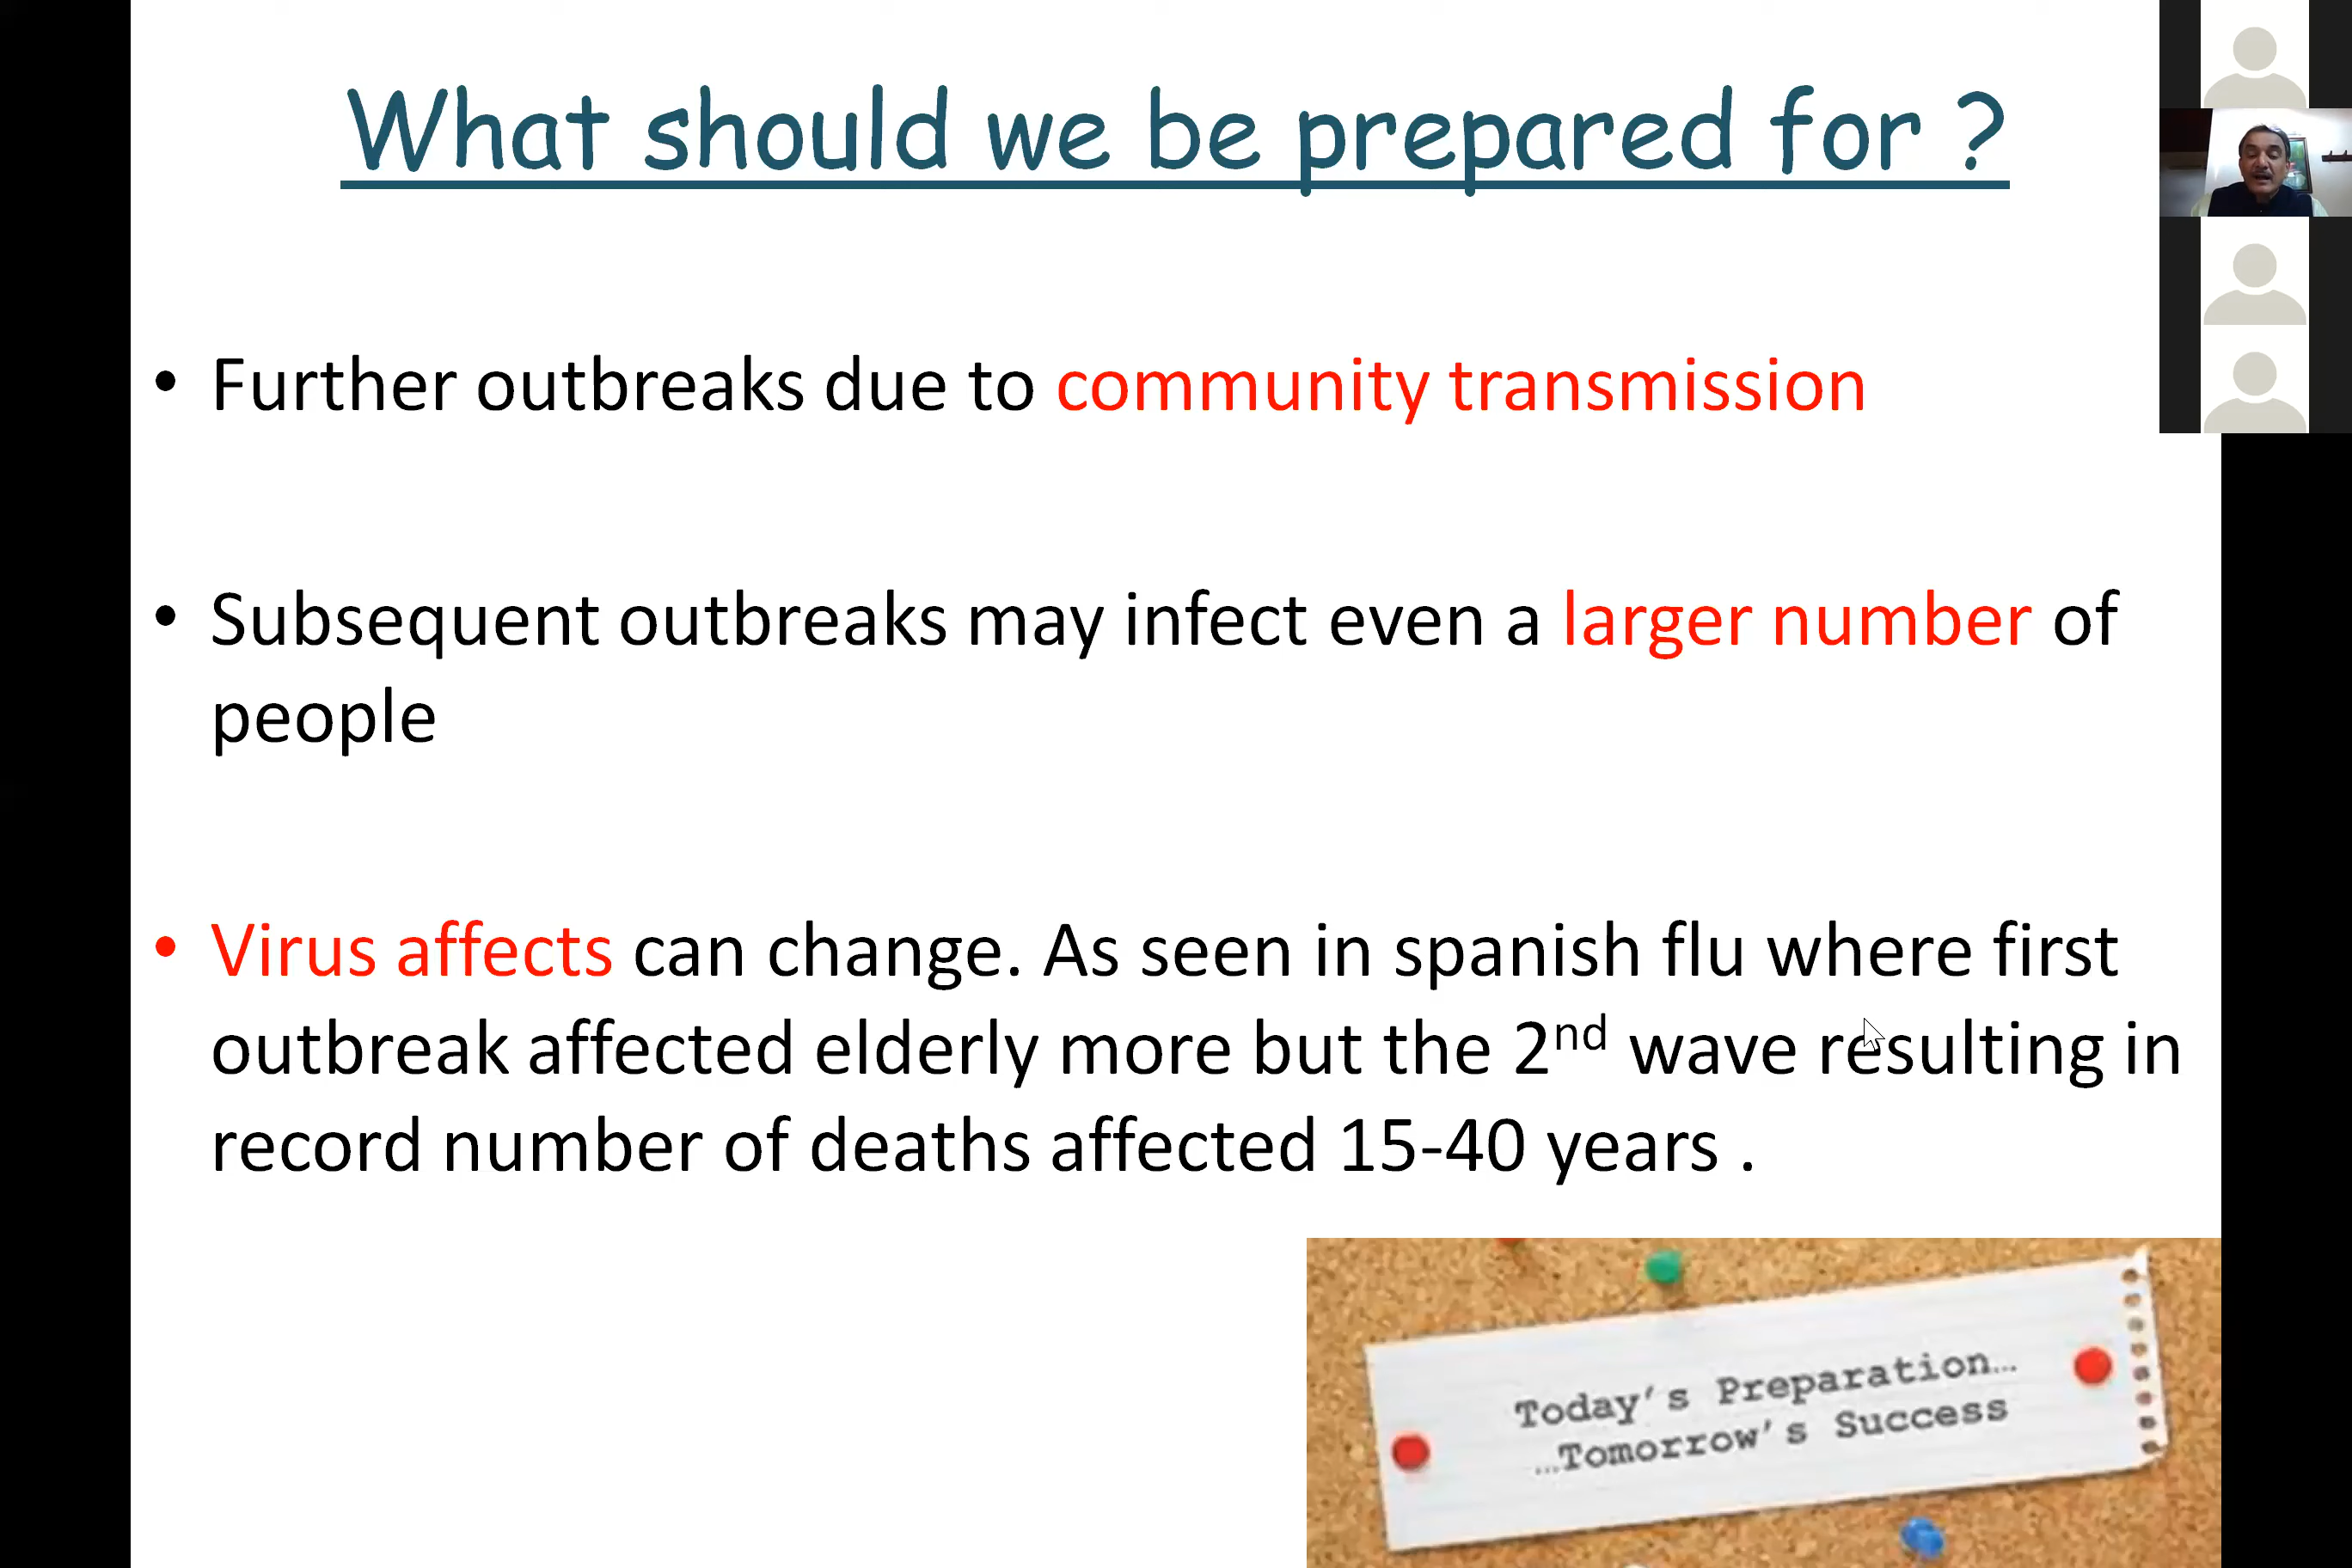 What should we be prepared for ?
• Further outbreaks due to community transmission
• Subsequent outbreaks may infect even a larger number of
people
• Virus affects can change. As seen in spanish flu where first
outbreak affected elderly more but the 2nd wave resulting in
record number of deaths affected 15-40 years .
Today's Preparation...
...Tomorrow's Success